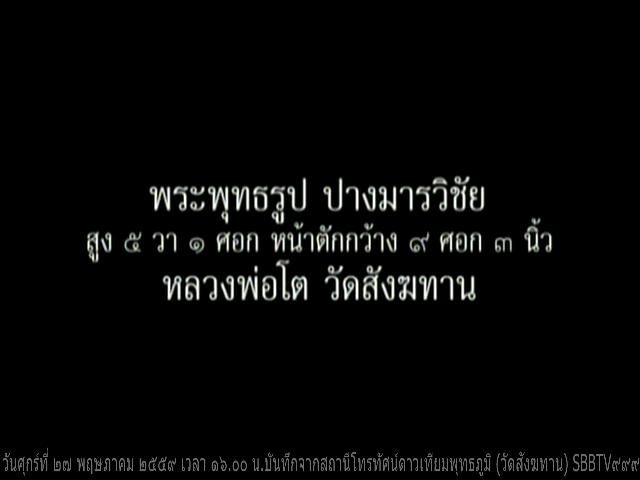 พระพุทธรูป ปางมารวิชัย
สูง ๕ วา ๑ ศอก หน้าตักกว้าง ๙ ศอก ๓ นิ้ว
หลวงพ่อโต วัดสังฆทาน
วันศุกร์ที่ ๒๗ พฤษภาคม ๒๕๕๙ เวลา ๑๖.๐๐ น.บันทึกจากสถานีโทรทัศน์ดาวเทียมพุทธภูมิ (วัดสังฆทาน) SBBTV๙๙๙